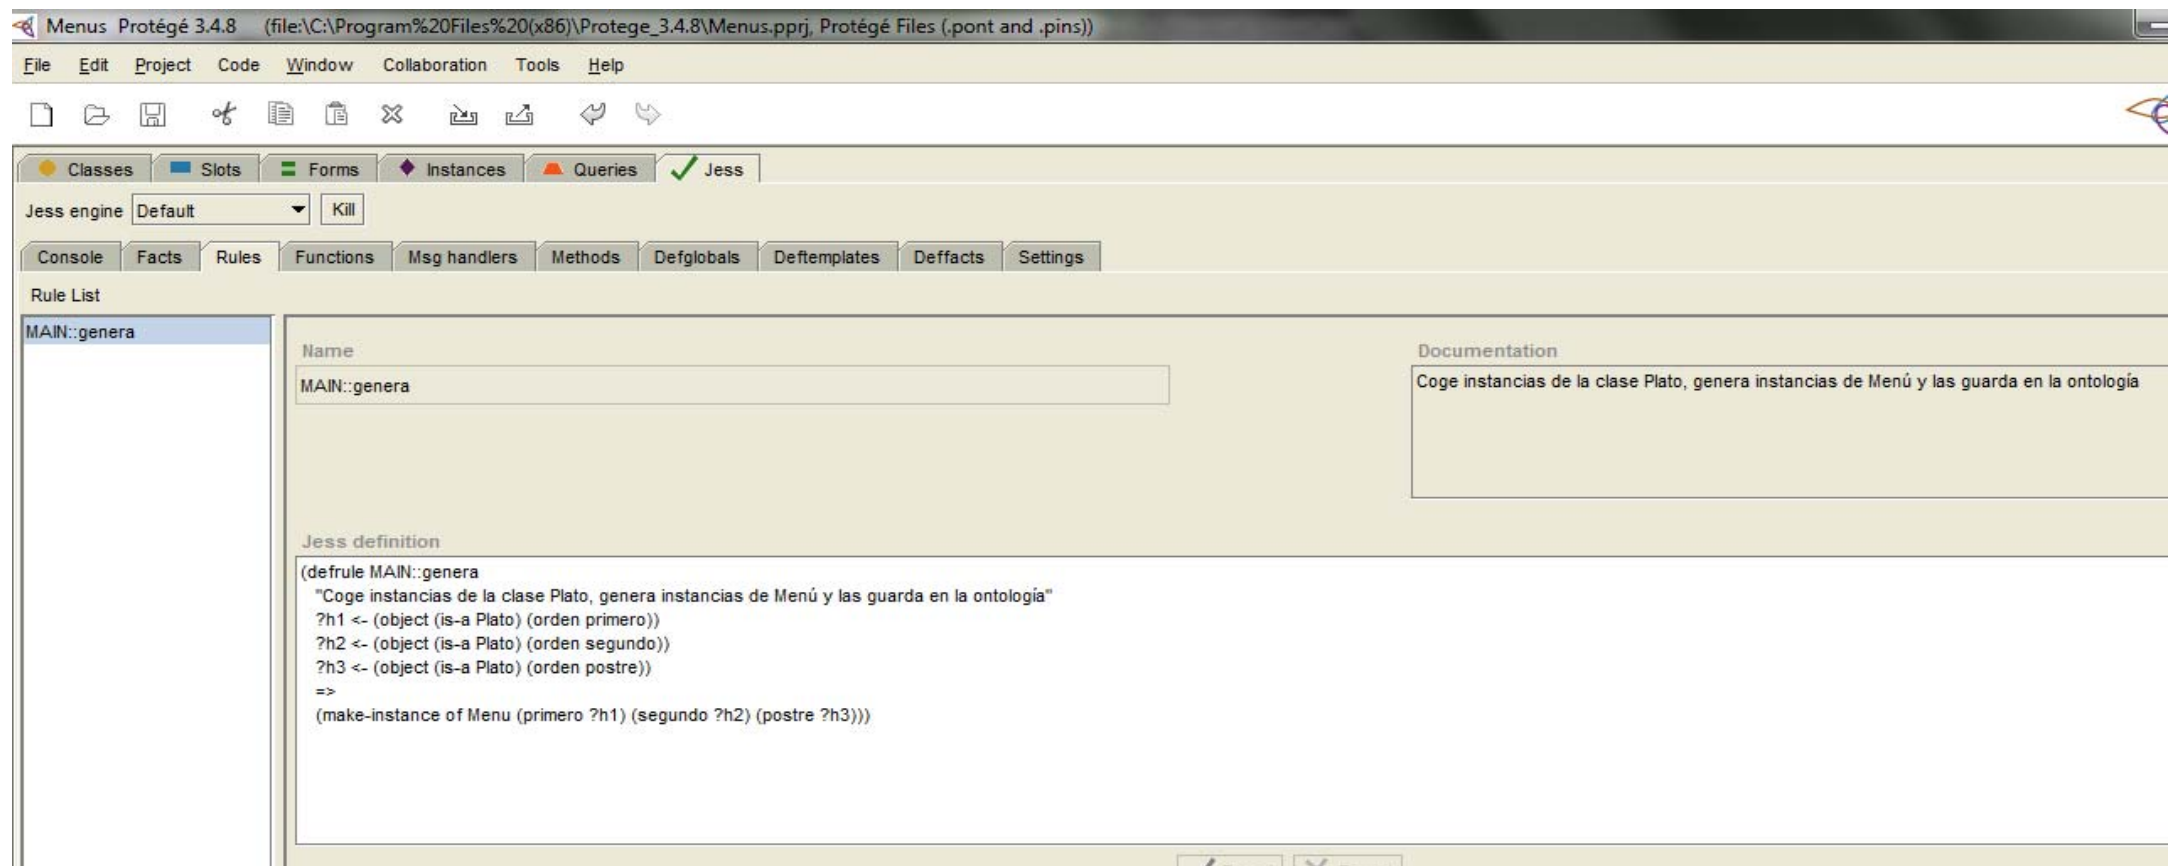 Menus Protégé 3.4.8 (file:\C:\Program%20Files%20(x86)\Protege_3.4.8\Menus.pprj, Protégé Files (.pont and .pins))
File Edit Project Code Window Collaboration Tools Help
Classes Slots Forms Instances Queries Jess
Jess engine Default Kill
Console Facts Rules Functions Msg handlers Methods Defglobals Deftemplates Deffacts Settings
Rule List
MAIN::genera
Name
MAIN::genera
Documentation
Coge instancias de la clase Plato, genera instancias de Menú y las guarda en la ontología
Jess definition
(defrule MAIN::genera
"Coge instancias de la clase Plato, genera instancias de Menú y las guarda en la ontología"
?h1 <- (object (is-a Plato) (orden primero))
?h2 <- (object (is-a Plato) (orden segundo))
?h3 <- (object (is-a Plato) (orden postre))
=>
(make-instance of Menu (primero ?h1) (segundo ?h2) (postre ?h3)))